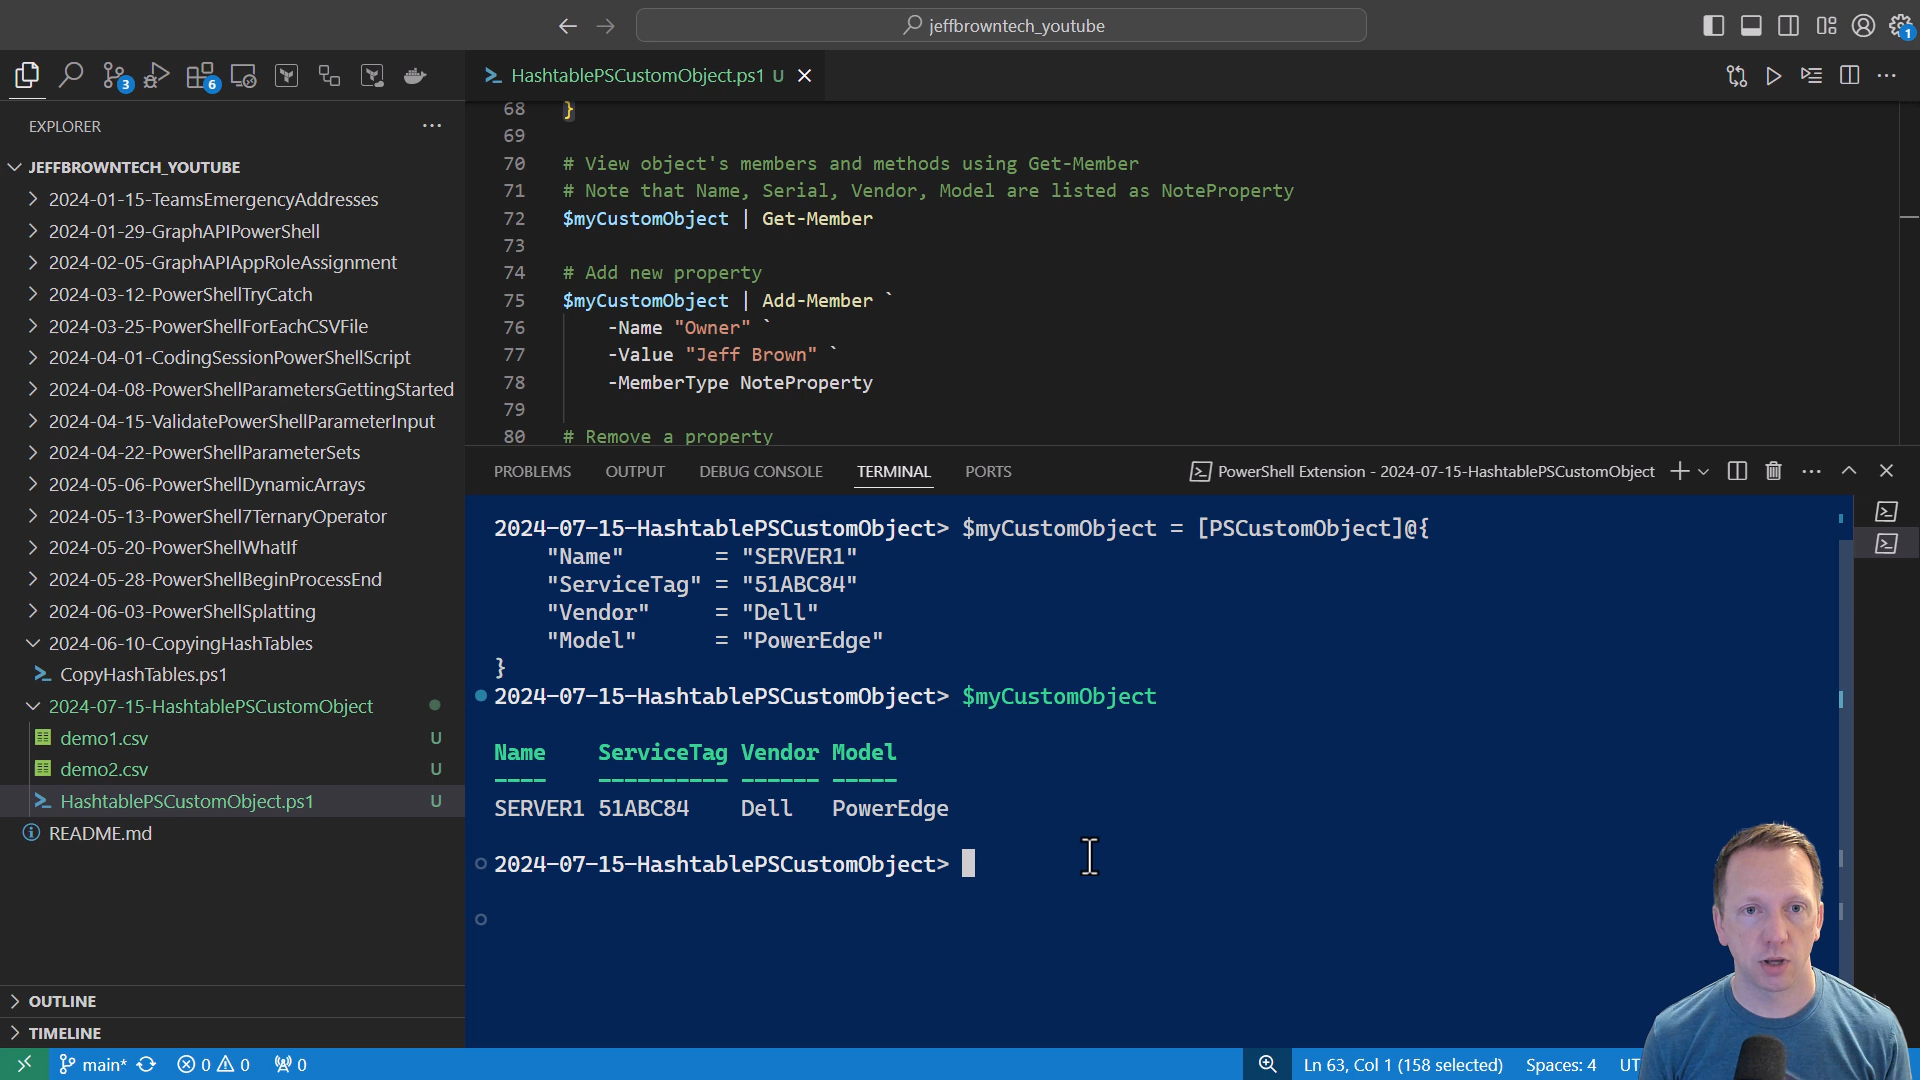 jeffbrowntech_youtube
1
3
6
HashtablePSCustomObject.ps1 U
EXPLORER
JEFFBROWNTECH_YOUTUBE
2024-01-15-TeamsEmergencyAddresses
2024-01-29-GraphAPIPowerShell
2024-02-05-GraphAPIAppRoleAssignment
2024-03-12-PowerShellTryCatch
2024-03-25-PowerShellForEachCSVFile
2024-04-01-CodingSessionPowerShellScript
2024-04-08-PowerShellParametersGettingStarted
2024-04-15-ValidatePowerShellParameterInput
2024-04-22-PowerShellParameterSets
2024-05-06-PowerShellDynamicArrays
2024-05-13-PowerShell7TernaryOperator
2024-05-20-PowerShellWhatIf
2024-05-28-PowerShellBeginProcessEnd
2024-06-03-PowerShellSplatting
2024-06-10-CopyingHashTables
CopyHashTables.ps1
2024-07-15-HashtablePSCustomObject
demo1.csv U
demo2.csv U
HashtablePSCustomObject.ps1 U
README.md
OUTLINE
TIMELINE
68 }
69
70 # View object's members and methods using Get-Member
71 # Note that Name, Serial, Vendor, Model are listed as NoteProperty
72 $myCustomObject | Get-Member
73
74 # Add new property
75 $myCustomObject | Add-Member `
76 -Name "Owner" `
77 -Value "Jeff Brown" `
78 -MemberType NoteProperty
79
80 # Remove a property
PROBLEMS OUTPUT DEBUG CONSOLE TERMINAL PORTS PowerShell Extension - 2024-07-15-HashtablePSCustomObject
2024-07-15-HashtablePSCustomObject> $myCustomObject = [PSCustomObject]@{
"Name" = "SERVER1"
"ServiceTag" = "51ABC84"
"Vendor" = "Dell"
"Model" = "PowerEdge"
}
2024-07-15-HashtablePSCustomObject> $myCustomObject
Name ServiceTag Vendor Model
---- ---------- ------ -----
SERVER1 51ABC84 Dell PowerEdge
2024-07-15-HashtablePSCustomObject>
main* 0 0 0 Ln 63, Col 1 (158 selected) Spaces: 4 UT